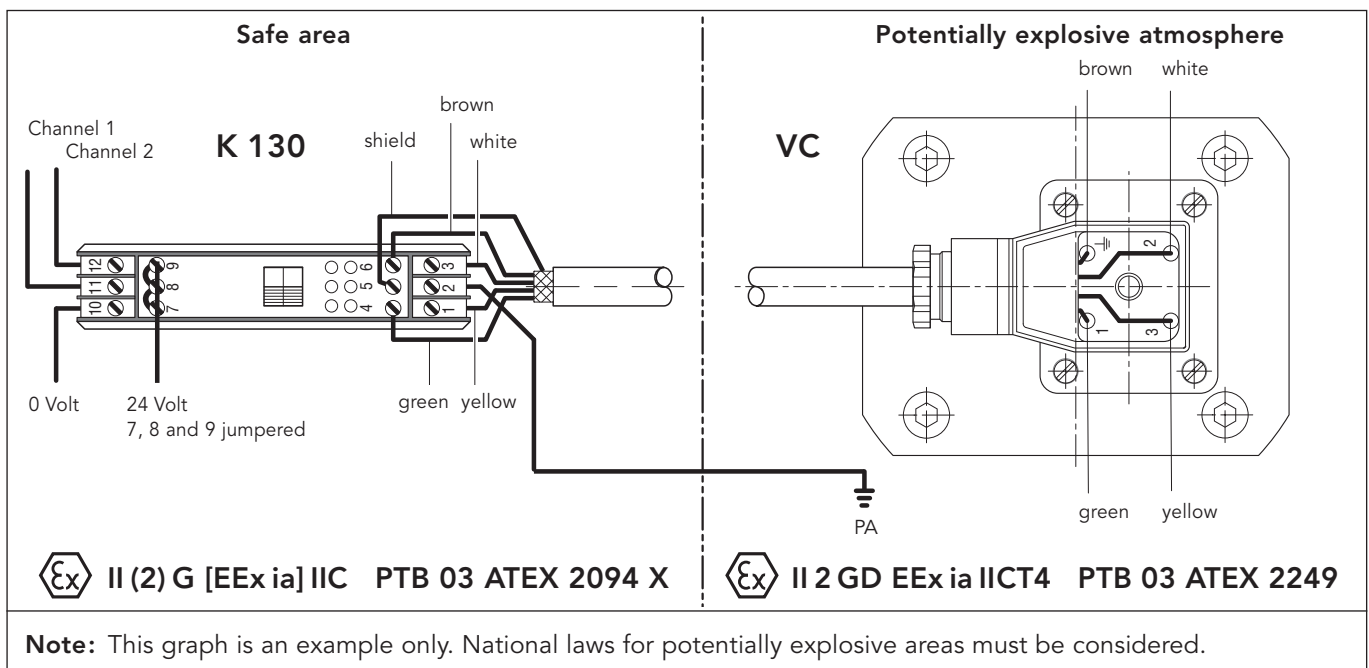 Safe area
Potentially explosive atmosphere
brown white
brown
Channel 1
Channel 2
K 130
shield
white
VC
12 11 10
9 8 7
6 5 4
3 2 1
2
1 3
0 Volt
24 Volt
7, 8 and 9 jumpered
green yellow
green yellow
PA
Ex II (2) G [EEx ia] IIC PTB 03 ATEX 2094 X
Ex II 2 GD EEx ia IICT4 PTB 03 ATEX 2249
Note: This graph is an example only. National laws for potentially explosive areas must be considered.